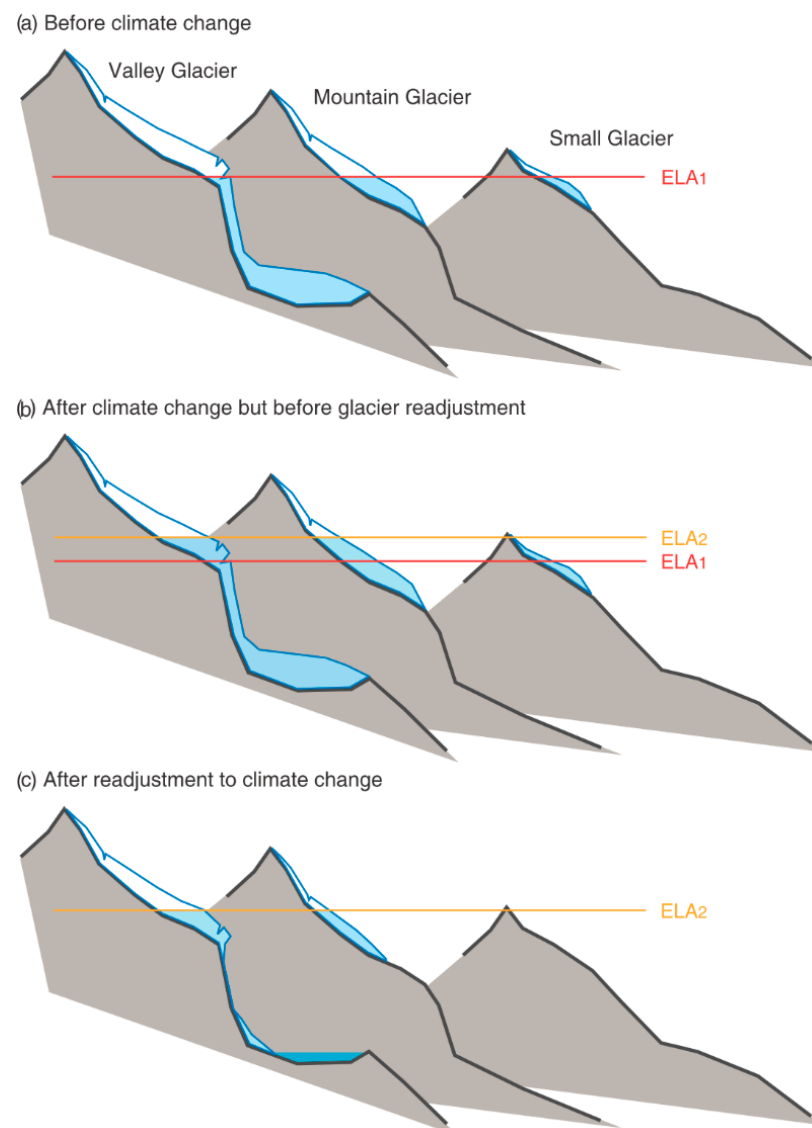 (a) Before climate change
Valley Glacier
Mountain Glacier
Small Glacier
ELA1
(b) After climate change but before glacier readjustment
ELA2
ELA1
(c) After readjustment to climate change
ELA2